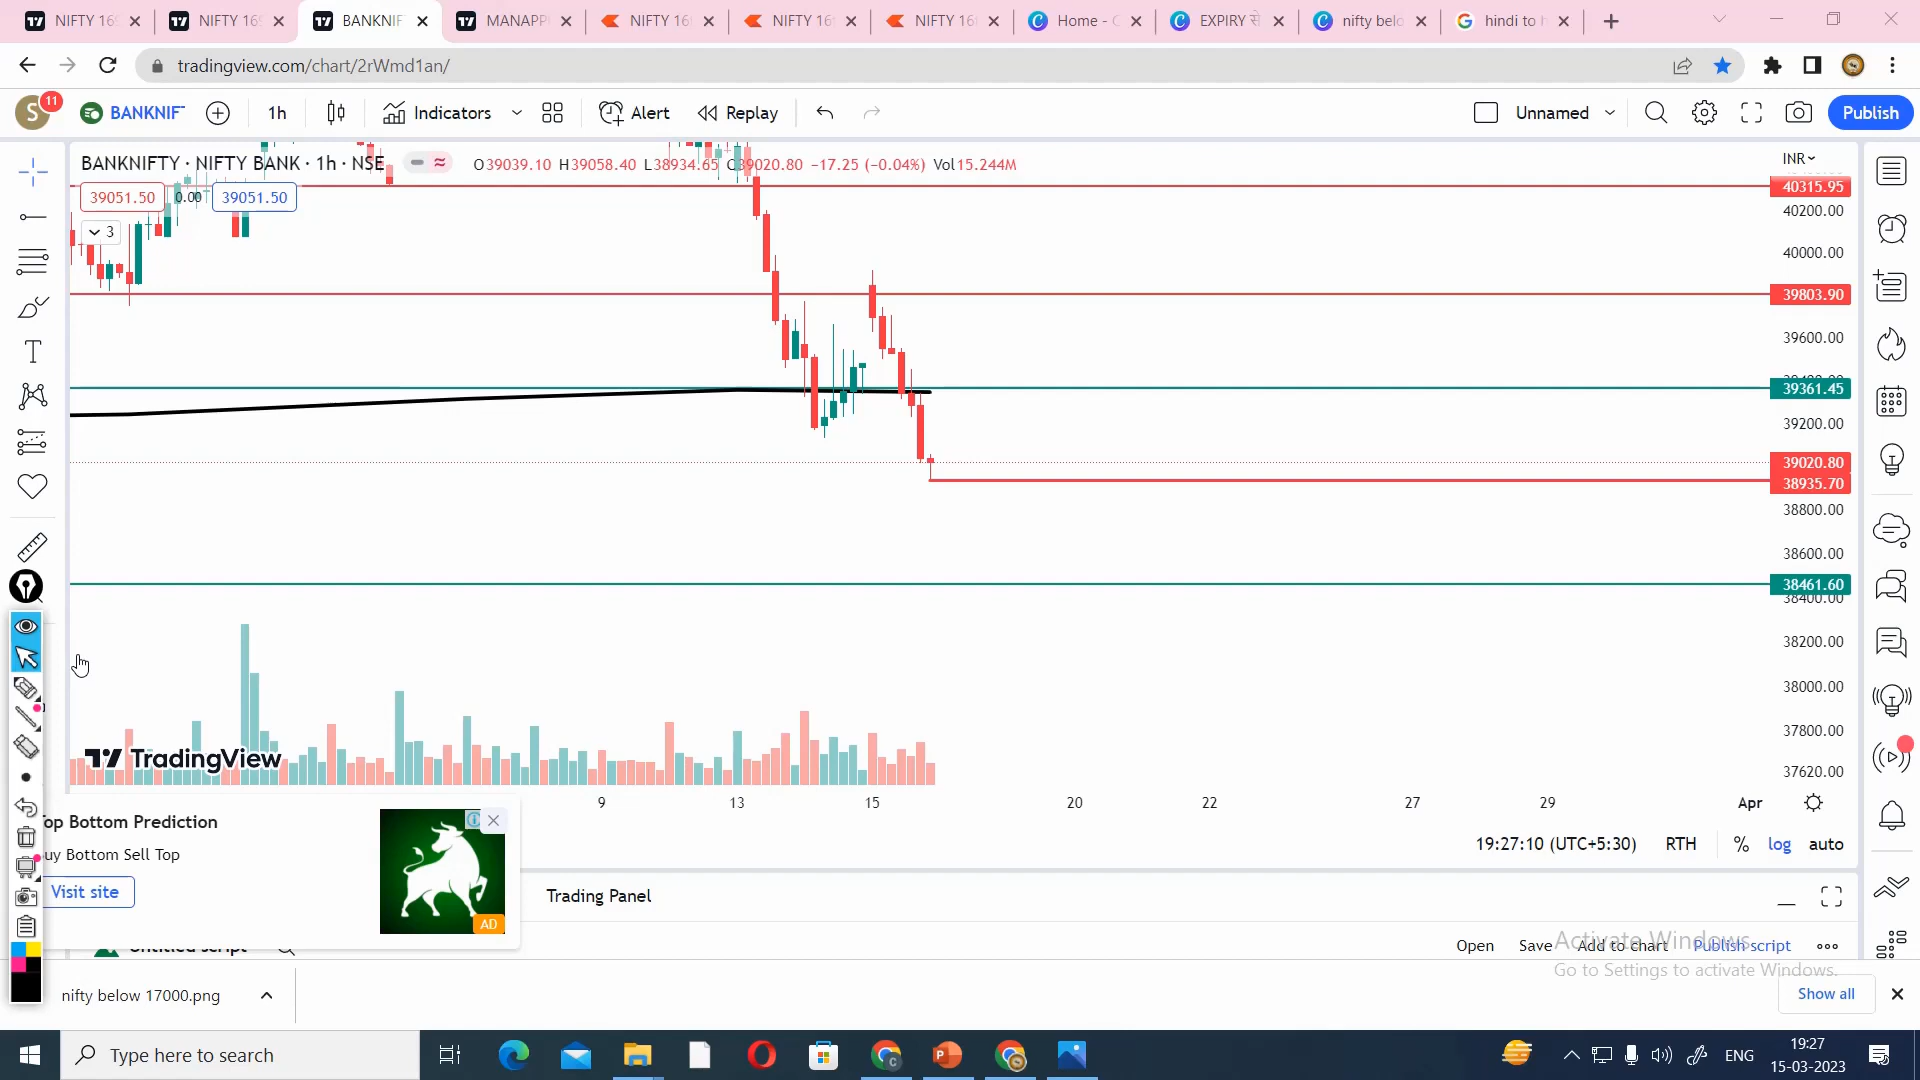 NIFTY 16
NIFTY 16
BANKNIF
MANAPP
NIFTY 16
NIFTY 16
NIFTY 16
Home - C
EXPIRY से
nifty belo
hindi to h
tradingview.com/chart/2rWmd1an/
S
11
BANKNIF
1h
Indicators
Alert
Replay
Unnamed
Publish
BANKNIFTY · NIFTY BANK · 1h · NSE
O39039.10 H39058.40 L38934.65 C39020.80 −17.25 (−0.04%) Vol15.244M
INR
39051.50
0.00
39051.50
3
40315.95
40200.00
40000.00
39803.90
39600.00
39361.45
39200.00
39020.80
38935.70
38800.00
38600.00
38461.60
38400.00
38200.00
38000.00
37800.00
37620.00
TradingView
9
13
15
20
22
27
29
Apr
19:27:10 (UTC+5:30)
RTH
%
log
auto
op Bottom Prediction
uy Bottom Sell Top
Visit site
AD
Trading Panel
Untitled script
Open
Save
Add to chart
Publish script
Activate Windows
Go to Settings to activate Windows.
nifty below 17000.png
Show all
Type here to search
ENG
19:27
15-03-2023